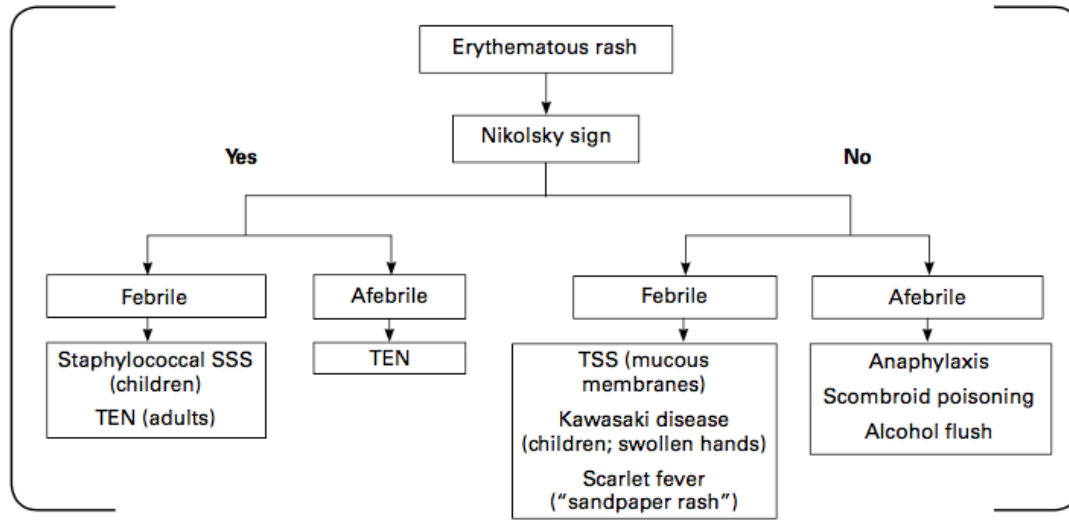 Erythematous rash
Nikolsky sign
Yes
No
Febrile
Afebrile
Febrile
Afebrile
Staphylococcal SSS
(children)
TEN (adults)
TEN
TSS (mucous
membranes)
Kawasaki disease
(children; swollen hands)
Scarlet fever
(“sandpaper rash”)
Anaphylaxis
Scombroid poisoning
Alcohol flush